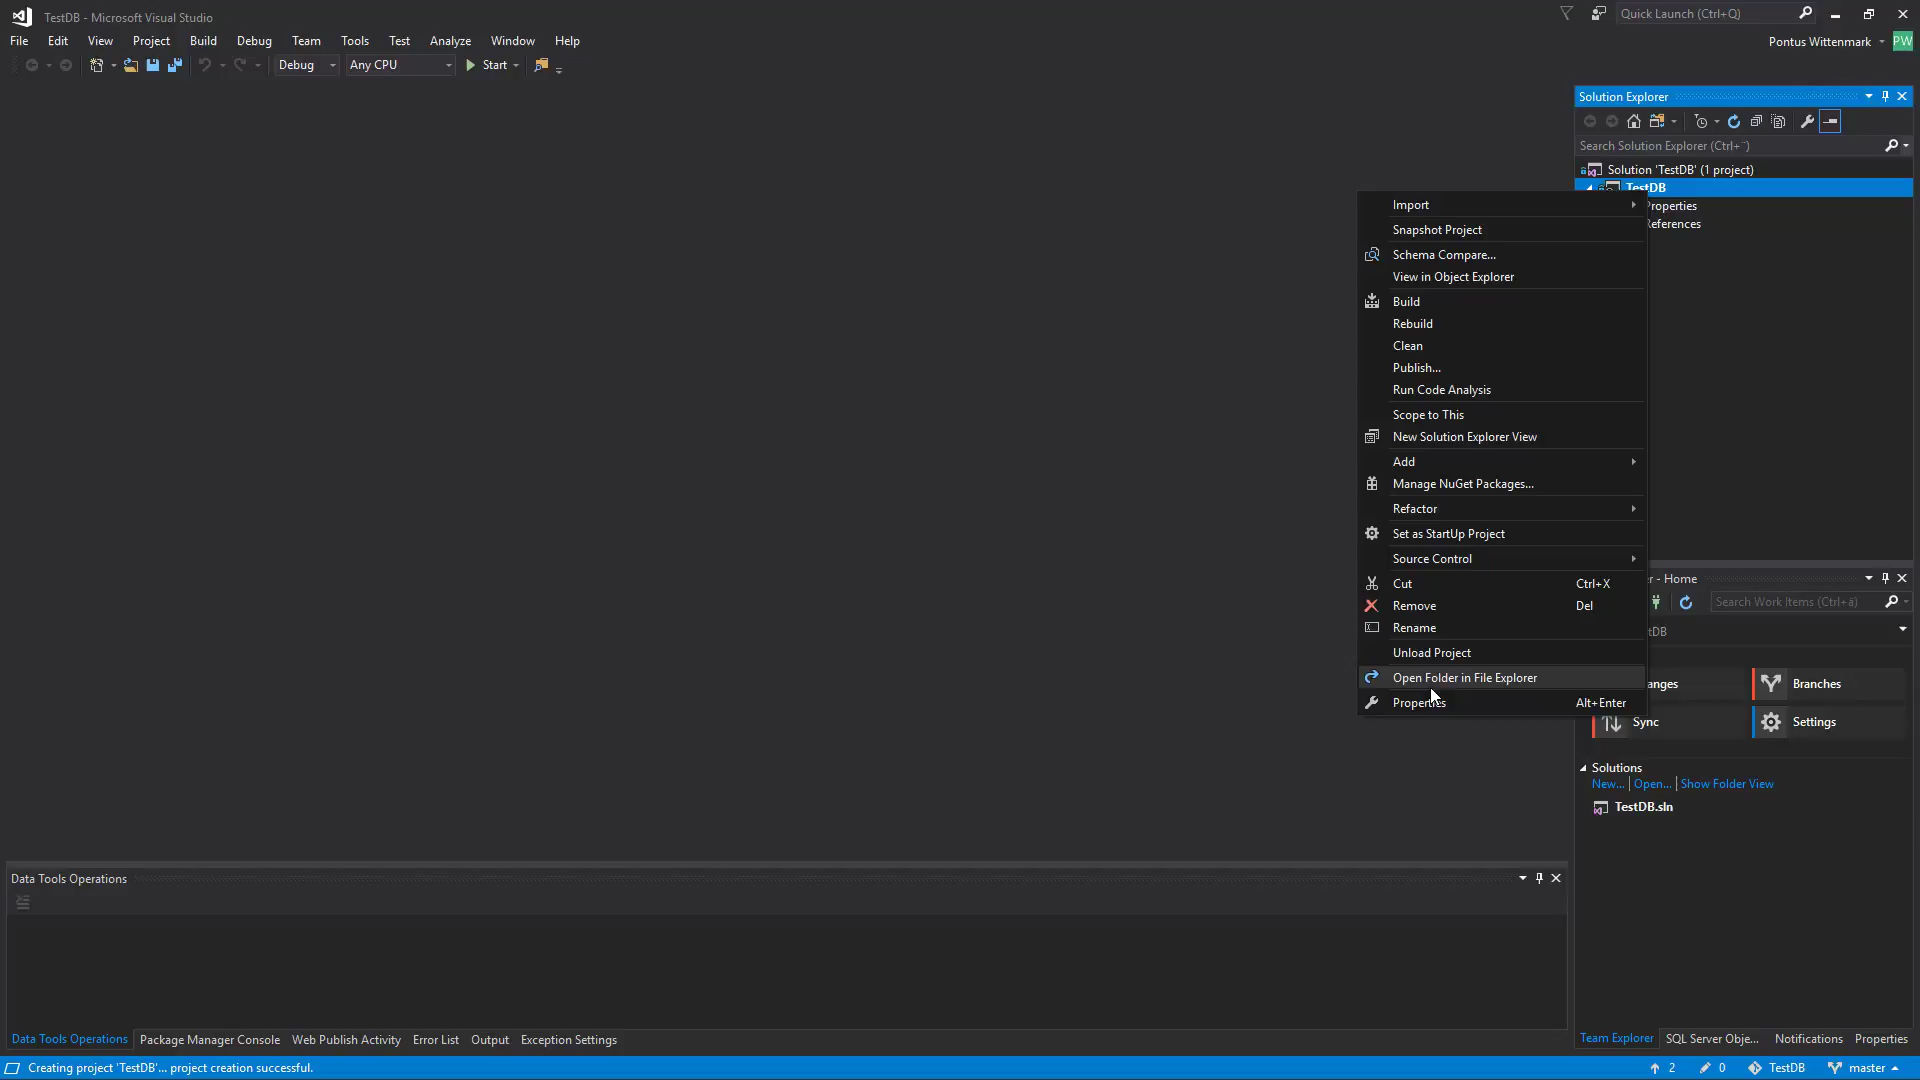 TestDB - Microsoft Visual Studio
Quick Launch (Ctrl+Q)
File Edit View Project Build Debug Team Tools Test Analyze Window Help
Pontus Wittenmark PW
Debug Any CPU Start
Solution Explorer
Search Solution Explorer (Ctrl+¨)
Solution 'TestDB' (1 project)
TestDB
Properties
References
Import
Snapshot Project
Schema Compare...
View in Object Explorer
Build
Rebuild
Clean
Publish...
Run Code Analysis
Scope to This
New Solution Explorer View
Add
Manage NuGet Packages...
Refactor
Set as StartUp Project
Source Control
Cut Ctrl+X
Remove Del
Rename
Unload Project
Open Folder in File Explorer
Properties Alt+Enter
r - Home
Search Work Items (Ctrl+ä)
tDB
anges Branches
Sync Settings
Solutions
New... Open... Show Folder View
TestDB.sln
Data Tools Operations
Data Tools Operations Package Manager Console Web Publish Activity Error List Output Exception Settings
Team Explorer SQL Server Obje... Notifications Properties
Creating project 'TestDB'... project creation successful.
2 0 TestDB master